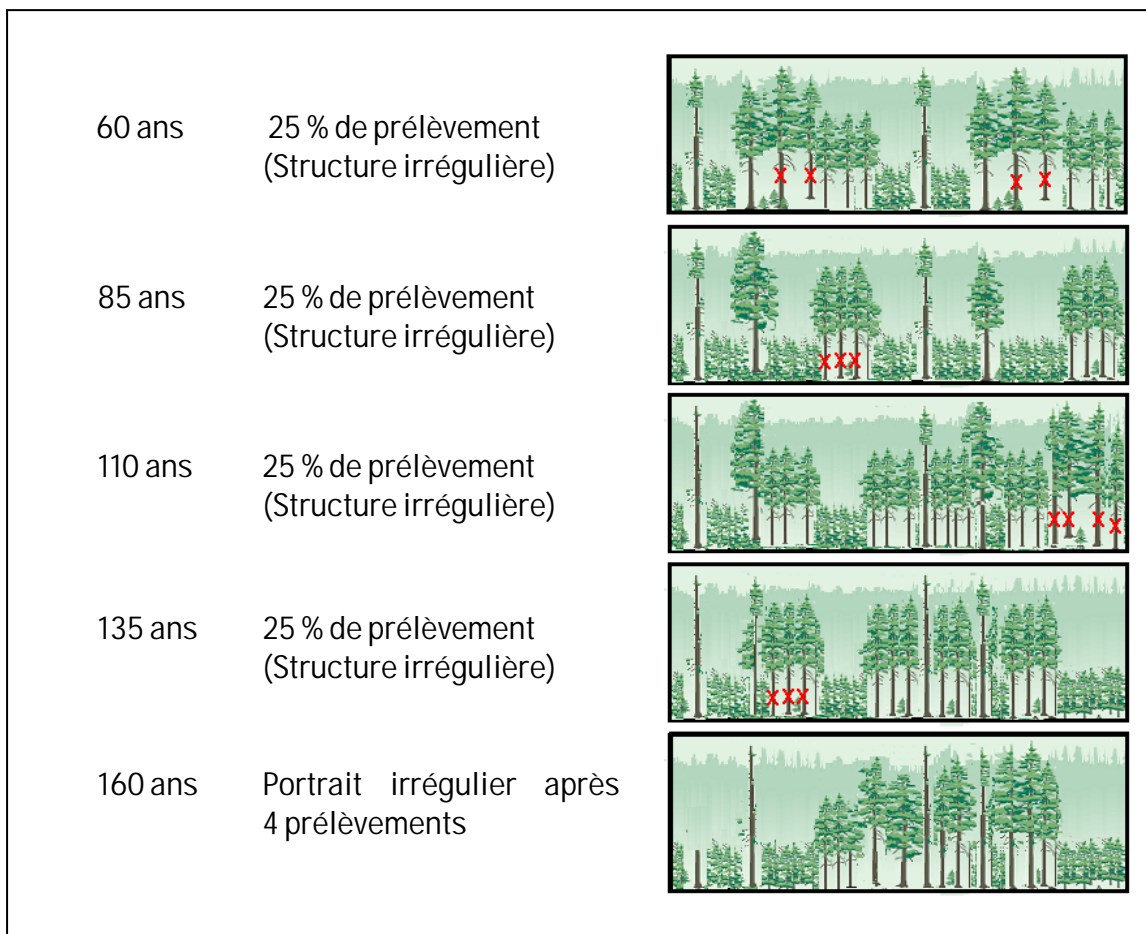 60 ans 25 % de prélèvement
(Structure irrégulière)
85 ans 25 % de prélèvement
(Structure irrégulière)
110 ans 25 % de prélèvement
(Structure irrégulière)
135 ans 25 % de prélèvement
(Structure irrégulière)
160 ans Portrait irrégulier après
4 prélèvements